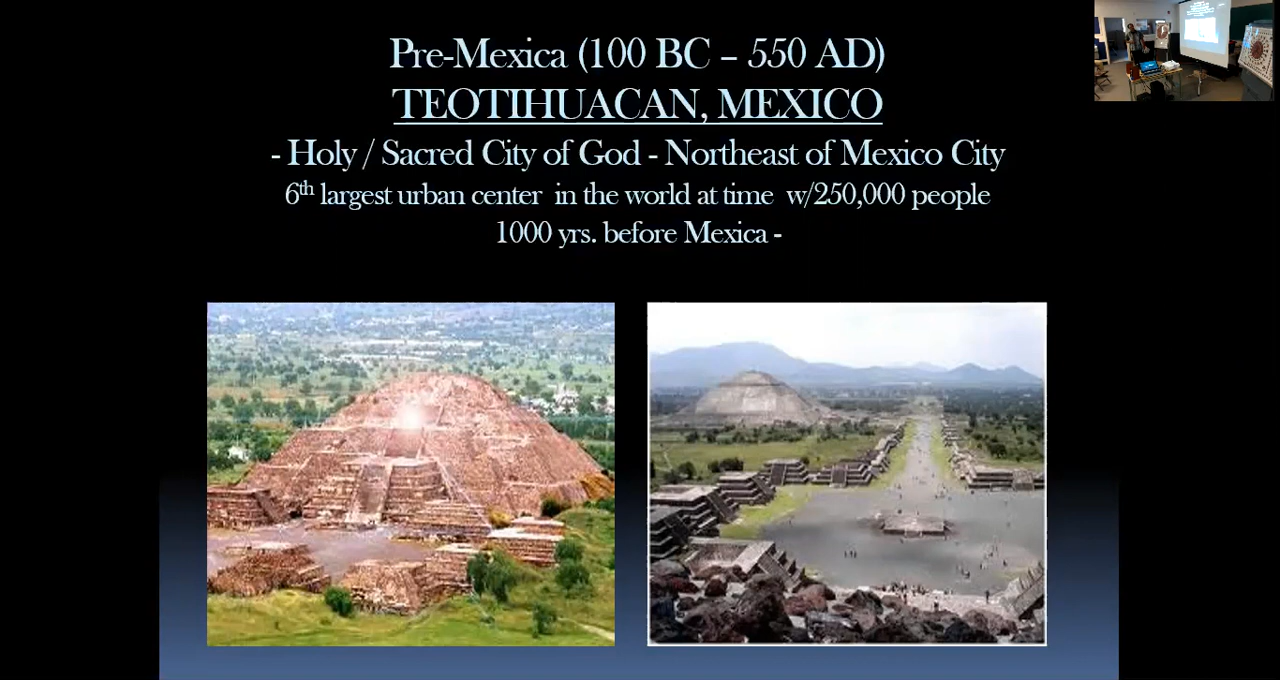 Pre-Mexica (100 BC – 550 AD)
TEOTIHUACAN, MEXICO
- Holy / Sacred City of God - Northeast of Mexico City
6th largest urban center in the world at time w/250,000 people
1000 yrs. before Mexica -